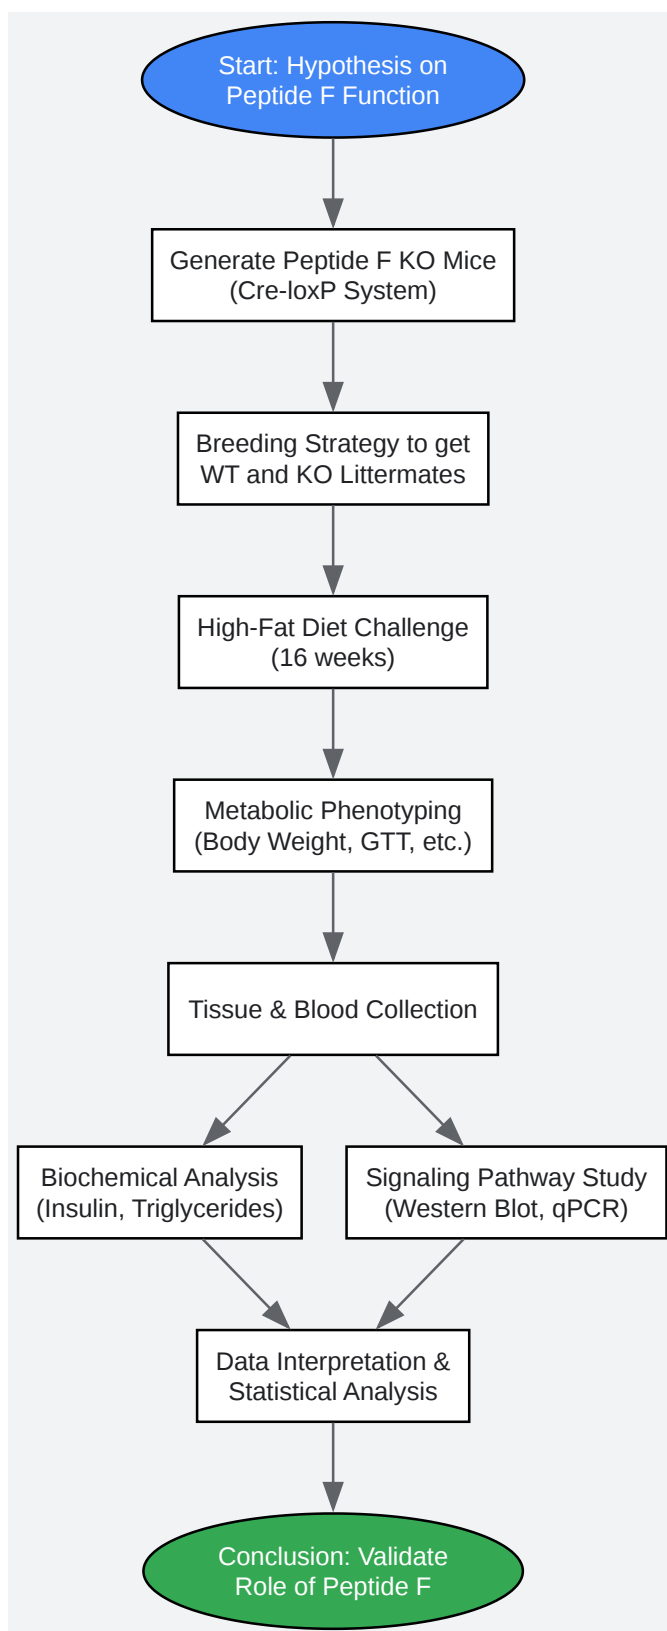 Start: Hypothesis on
Peptide F Function
Generate Peptide F KO Mice
(Cre-loxP System)
Breeding Strategy to get
WT and KO Littermates
High-Fat Diet Challenge
(16 weeks)
Metabolic Phenotyping
(Body Weight, GTT, etc.)
Tissue & Blood Collection
Biochemical Analysis
(Insulin, Triglycerides)
Signaling Pathway Study
(Western Blot, qPCR)
Data Interpretation &
Statistical Analysis
Conclusion: Validate
Role of Peptide F